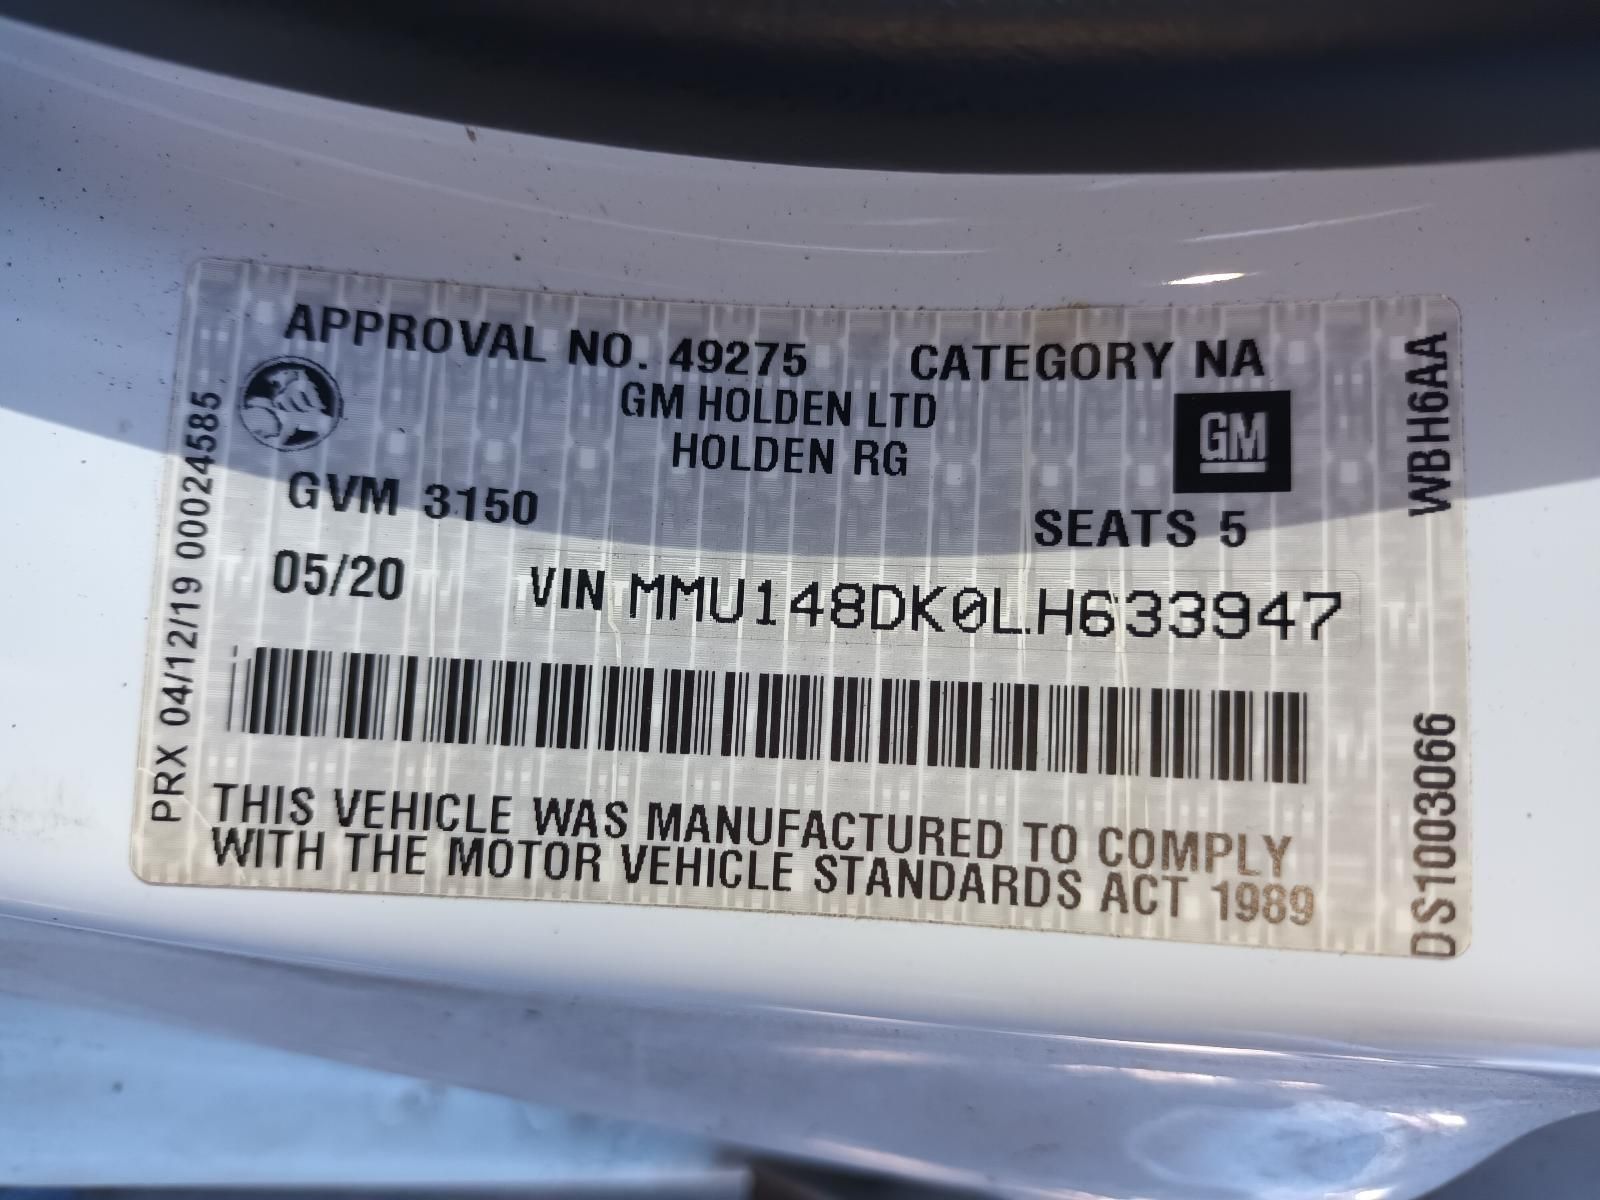 APPROVAL NO. 49275 CATEGORY NA
GM HOLDEN LTD
HOLDEN RG
GM
GVM 3150
SEATS 5
05/20 VIN MMU148DK0LH633947
THIS VEHICLE WAS MANUFACTURED TO COMPLY
WITH THE MOTOR VEHICLE STANDARDS ACT 1989
PRX 04/12/19 00024585
WBH6AA
DS1003066